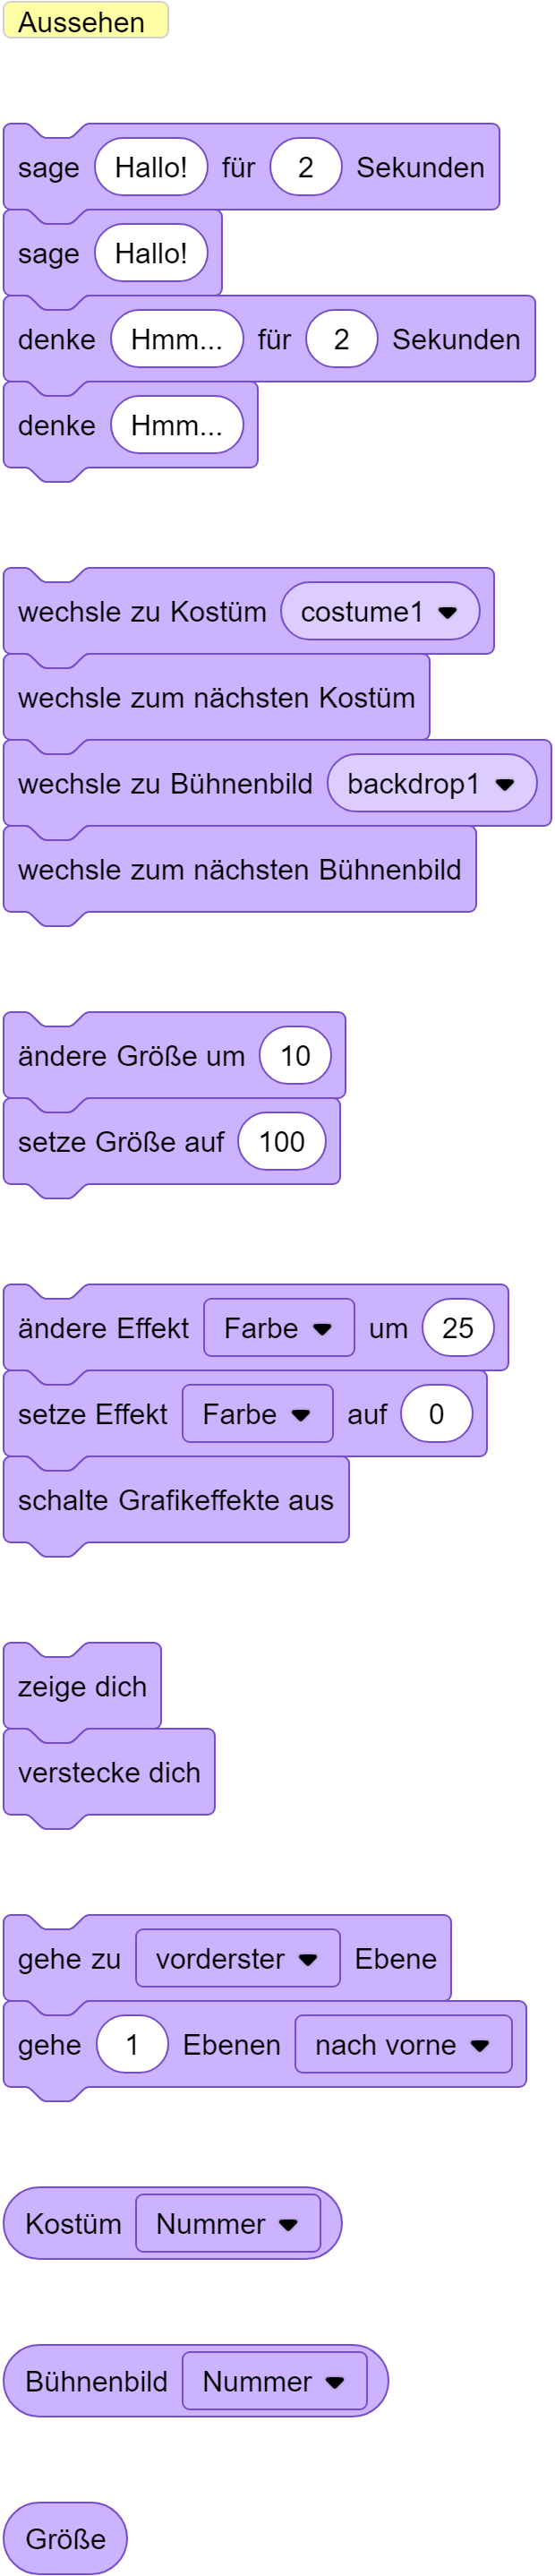 Aussehen
sage Hallo! für 2 Sekunden
sage Hallo!
denke Hmm... für 2 Sekunden
denke Hmm...
wechsle zu Kostüm costume1
wechsle zum nächsten Kostüm
wechsle zu Bühnenbild backdrop1
wechsle zum nächsten Bühnenbild
ändere Größe um 10
setze Größe auf 100
ändere Effekt Farbe um 25
setze Effekt Farbe auf 0
schalte Grafikeffekte aus
zeige dich
verstecke dich
gehe zu vorderster Ebene
gehe 1 Ebenen nach vorne
Kostüm Nummer
Bühnenbild Nummer
Größe